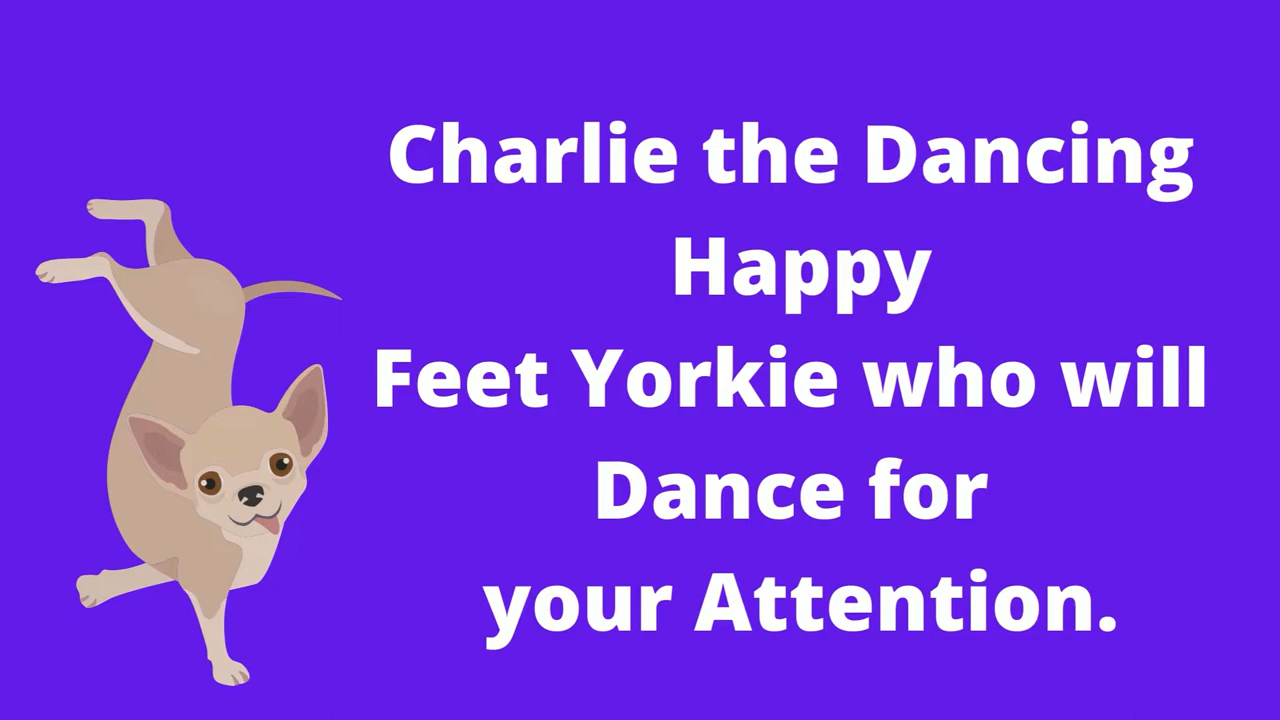 Charlie the Dancing
Happy
Feet Yorkie who will
Dance for
your Attention.